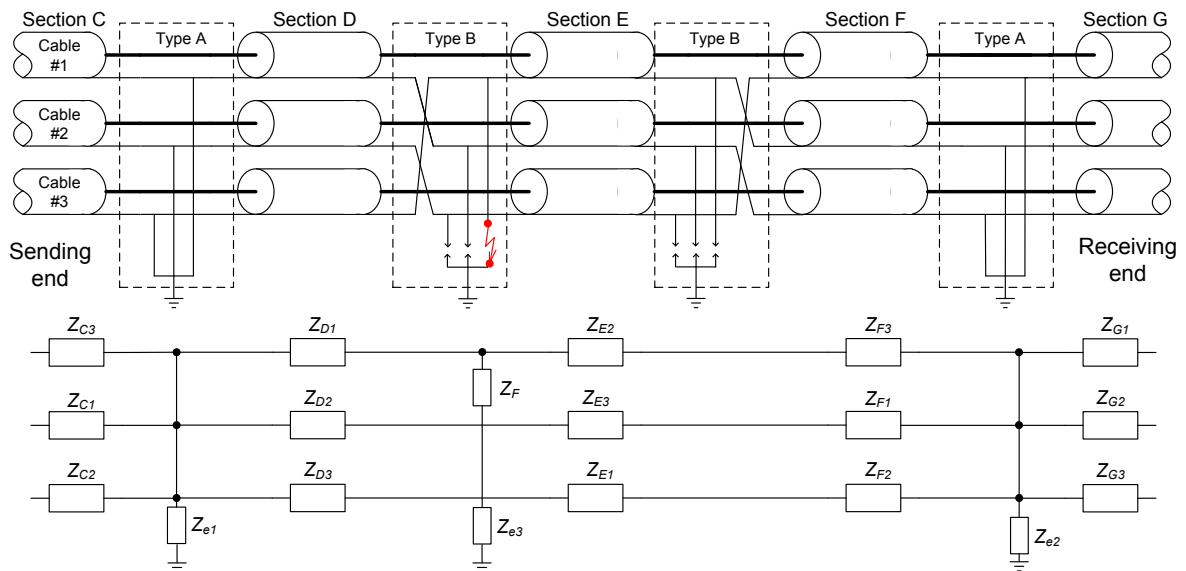 Section C Section D Section E Section F Section G
Cable #1 Type A Type B Type B Type A
Cable #2
Cable #3
Sending end Receiving end
ZC3 ZD1 ZE2 ZF3 ZG1
ZF
ZC1 ZD2 ZE3 ZF1 ZG2
ZC2 ZD3 ZE1 ZF2 ZG3
Ze1 Ze3 Ze2